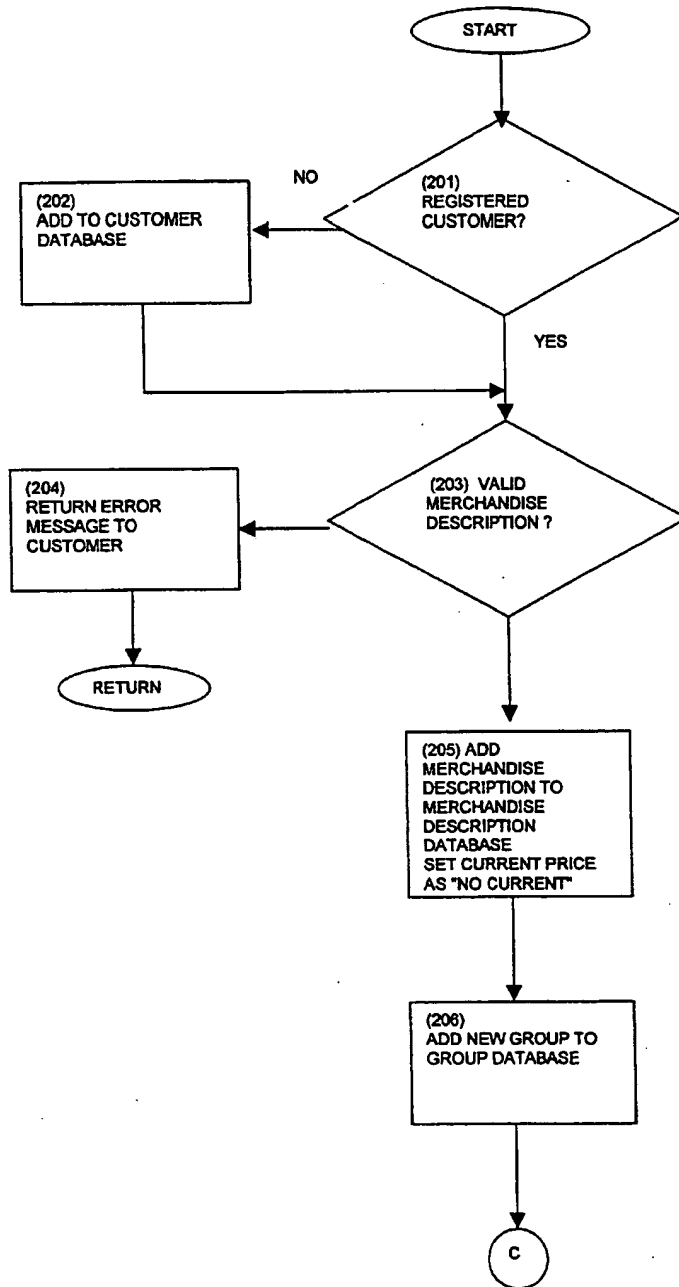 START
NO
(201)
REGISTERED
CUSTOMER?
(202)
ADD TO CUSTOMER
DATABASE
YES
(203) VALID
MERCHANDISE
DESCRIPTION ?
(204)
RETURN ERROR
MESSAGE TO
CUSTOMER
RETURN
(205) ADD
MERCHANDISE
DESCRIPTION TO
MERCHANDISE
DESCRIPTION
DATABASE
SET CURRENT PRICE
AS "NO CURRENT"
(206)
ADD NEW GROUP TO
GROUP DATABASE
C